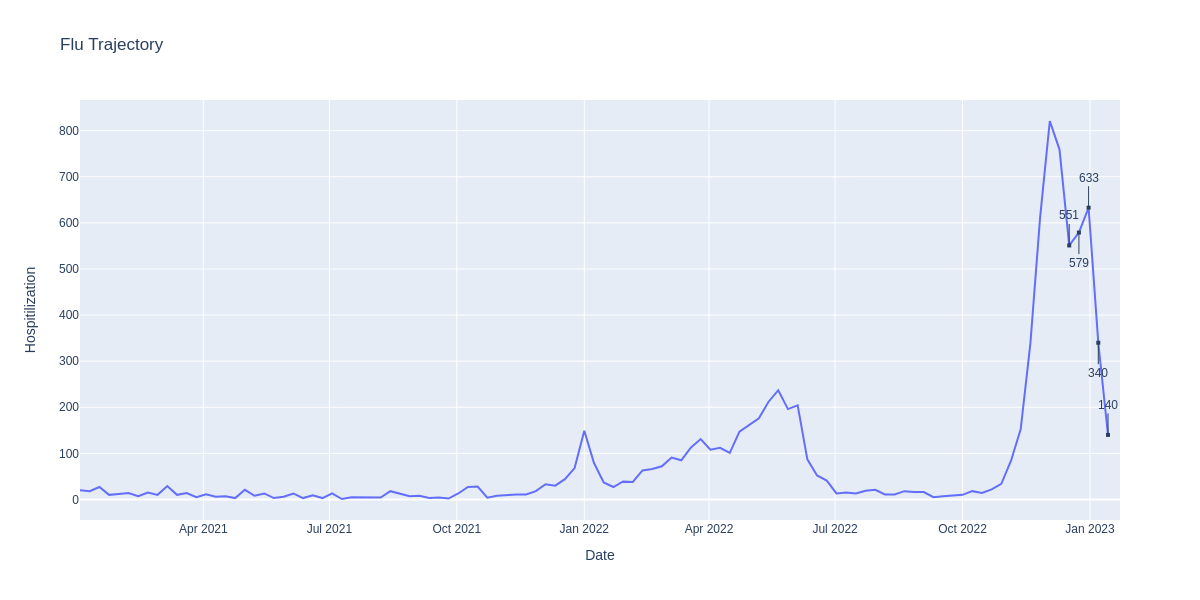 Flu Trajectory
800
700
600
500
400
300
200
100
0
Hospitilization
633
551
579
340
140
Apr 2021
Jul 2021
Oct 2021
Jan 2022
Apr 2022
Jul 2022
Oct 2022
Jan 2023
Date